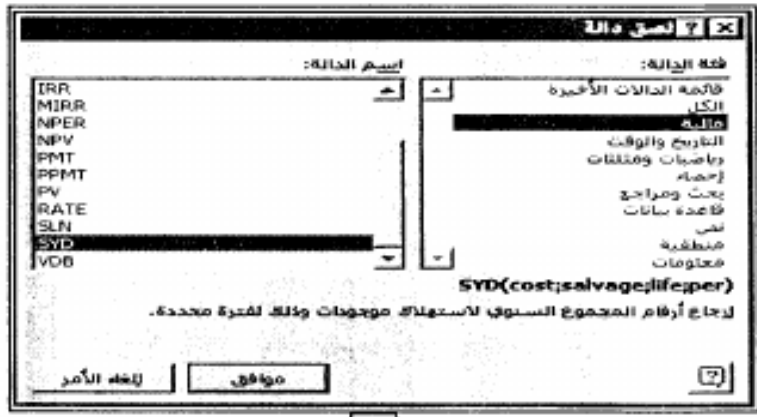 لصق دالة
فئة الدالة:
قائمة الدالات الأخيرة
الكل
مالية
التاريخ والوقت
رياضيات ومثلثات
إحصاء
بحث ومراجع
قاعدة بيانات
نص
منطقية
معلومات
اسم الدالة:
IRR
MIRR
NPER
NPV
PMT
PPMT
PV
RATE
SLN
SYD
VDB
SYD(cost;salvage;life;per)
إرجاع أرقام المجموع السنوي لاستهلاك موجودات وذلك لفترة محددة.
موافق
إلغاء الأمر